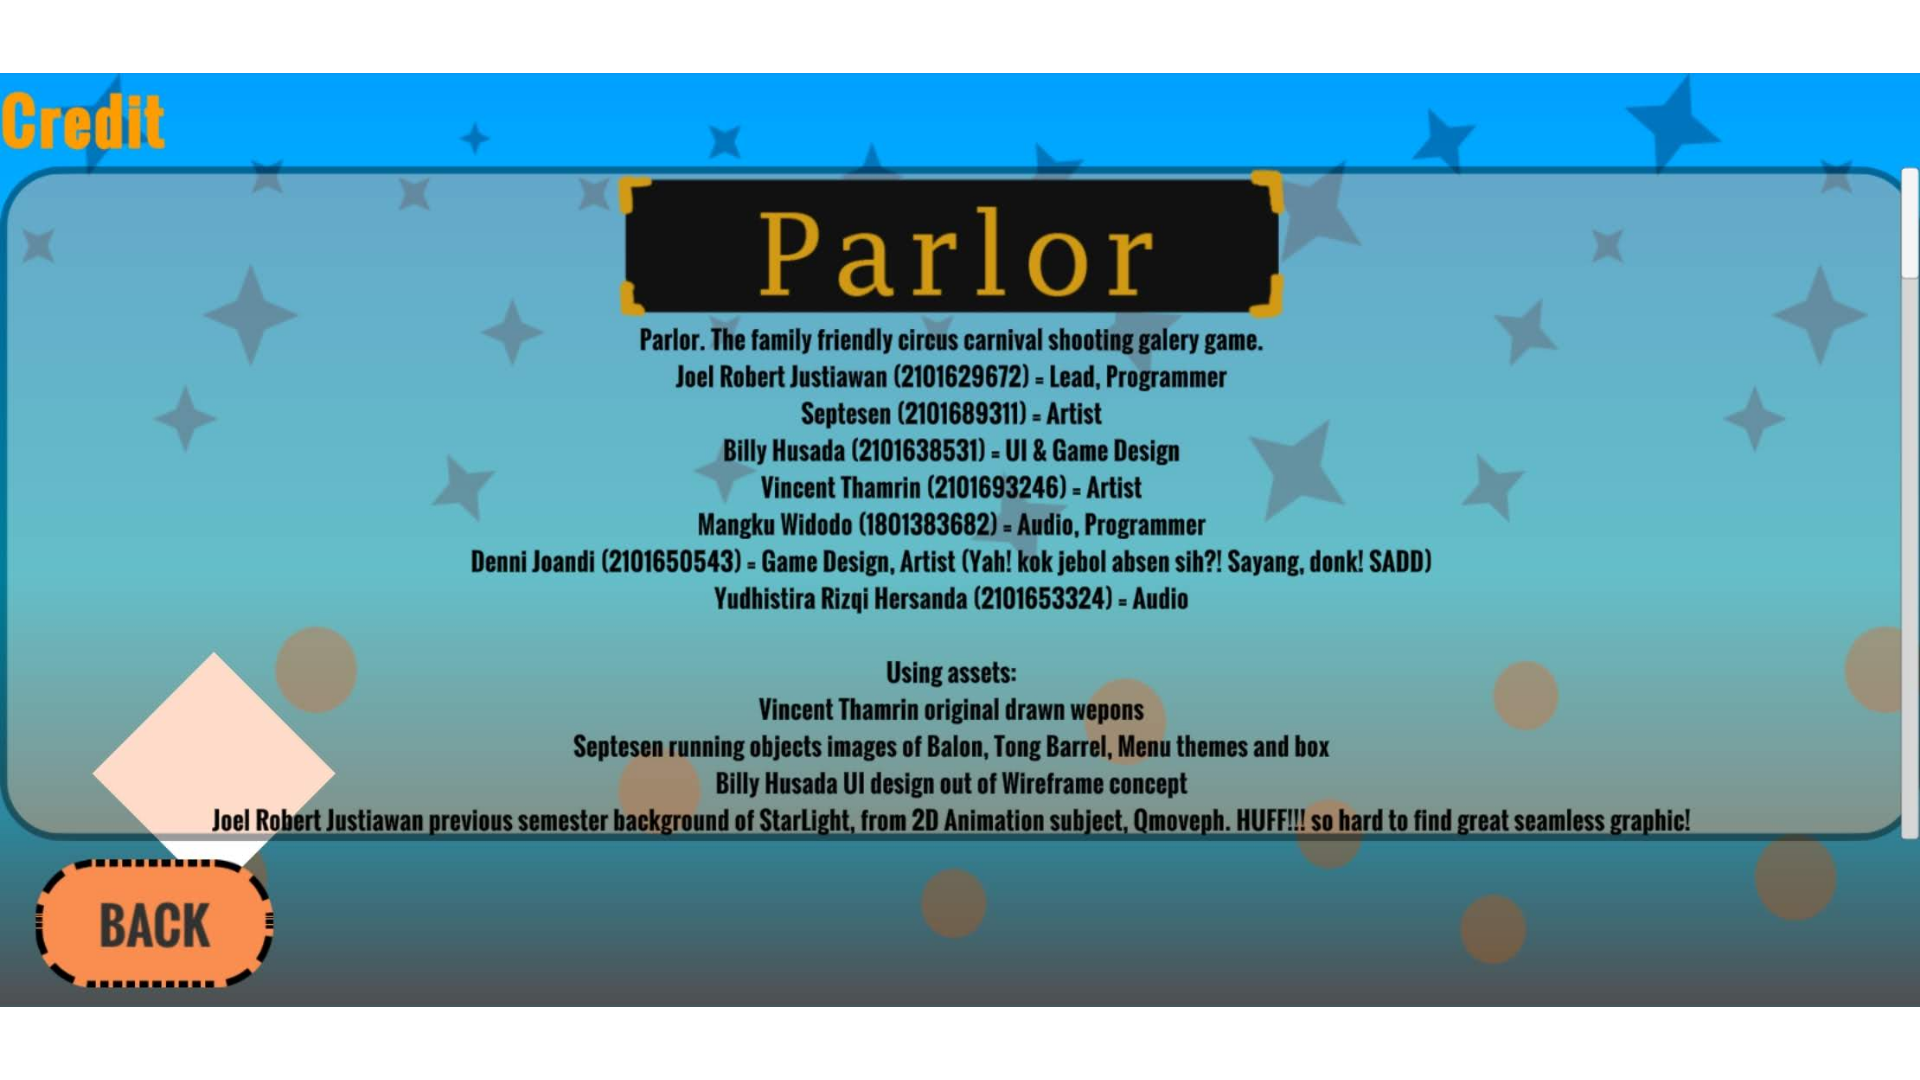 Credit
Parlor
Parlor. The family friendly circus carnival shooting galery game.
Joel Robert Justiawan (2101629672) = Lead, Programmer
Septesen (2101689311) = Artist
Billy Husada (2101638531) = UI & Game Design
Vincent Thamrin (2101693246) = Artist
Mangku Widodo (1801383682) = Audio, Programmer
Denni Joandi (2101650543) = Game Design, Artist (Yah! kok jebol absen sih?! Sayang, donk! SADD)
Yudhistira Rizqi Hersanda (2101653324) = Audio
Using assets:
Vincent Thamrin original drawn wepons
Septesen running objects images of Balon, Tong Barrel, Menu themes and box
Billy Husada UI design out of Wireframe concept
Joel Robert Justiawan previous semester background of StarLight, from 2D Animation subject, Qmoveph. HUFF!!! so hard to find great seamless graphic!
BACK